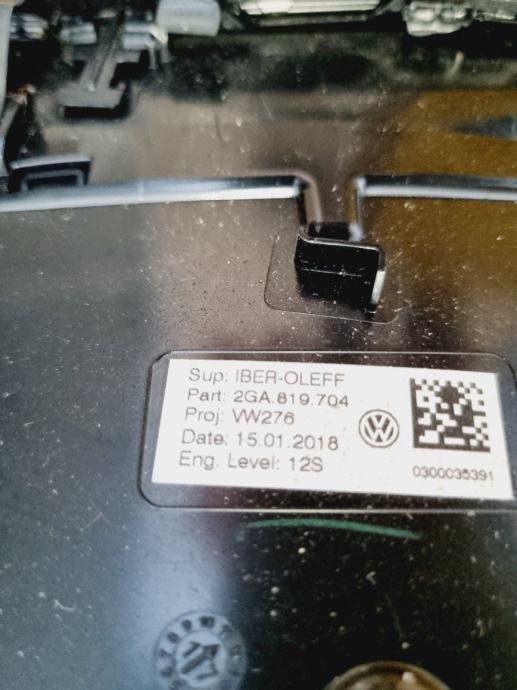 Sup: IBER-OLEFF
Part: 2GA.819.704
Proj: VW276
Date: 15.01.2018
Eng. Level: 12S
0300035391